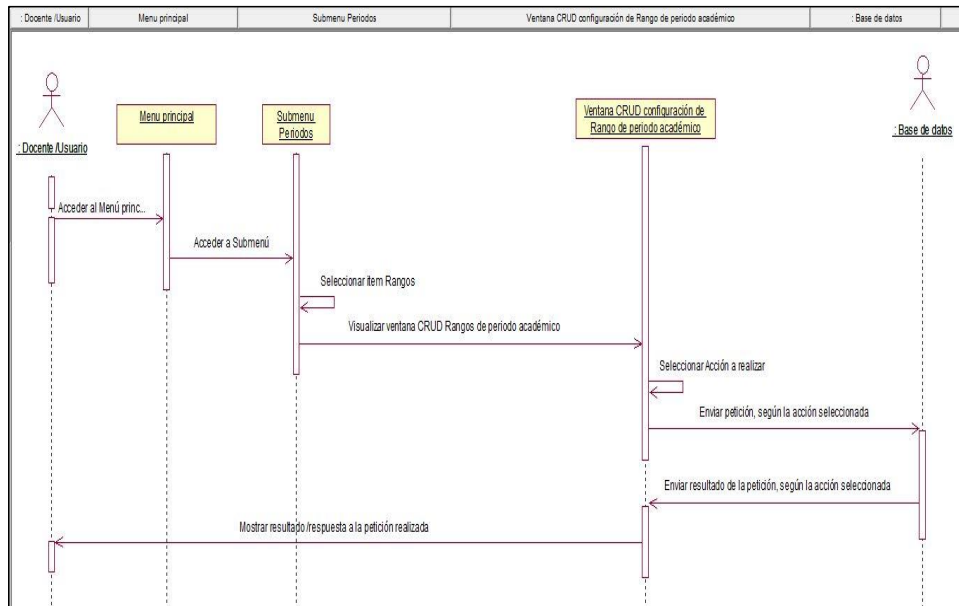 : Docente /Usuario
Menu principal
Submenu Periodos
Ventana CRUD configuración de Rango de periodo académico
: Base de datos
: Docente /Usuario
Menu principal
Submenu
Periodos
Ventana CRUD configuración de
Rango de periodo académico
: Base de datos
Acceder al Menú princ...
Acceder a Submenú
Seleccionar item Rangos
Visualizar ventana CRUD Rangos de periodo académico
Seleccionar Acción a realizar
Enviar petición, según la acción seleccionada
Enviar resultado de la petición, según la acción seleccionada
Mostrar resultado /respuesta a la petición realizada